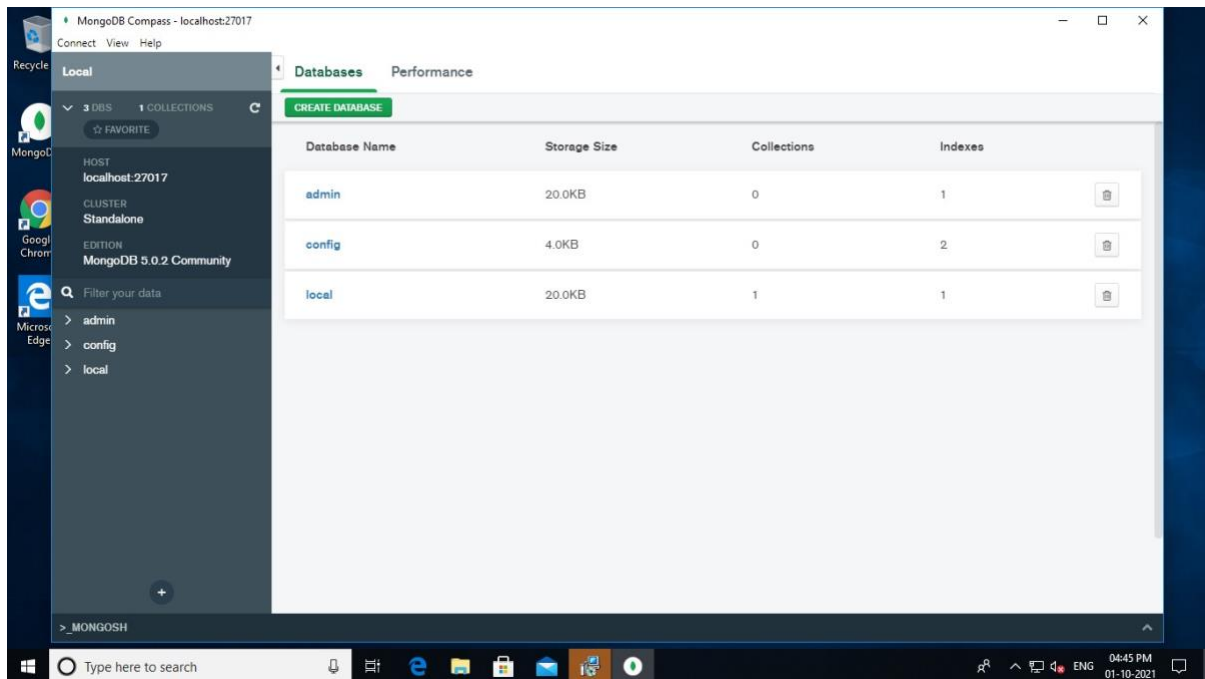 MongoDB Compass - localhost:27017
Connect View Help
Recycle
MongoD
Googl
Chrom
Microso
Edge
Local
3 DBS 1 COLLECTIONS
☆ FAVORITE
HOST
localhost:27017
CLUSTER
Standalone
EDITION
MongoDB 5.0.2 Community
Filter your data
admin
config
local
Databases Performance
CREATE DATABASE
Database Name Storage Size Collections Indexes
admin 20.0KB 0 1
config 4.0KB 0 2
local 20.0KB 1 1
>_MONGOSH
Type here to search
ENG
04:45 PM
01-10-2021